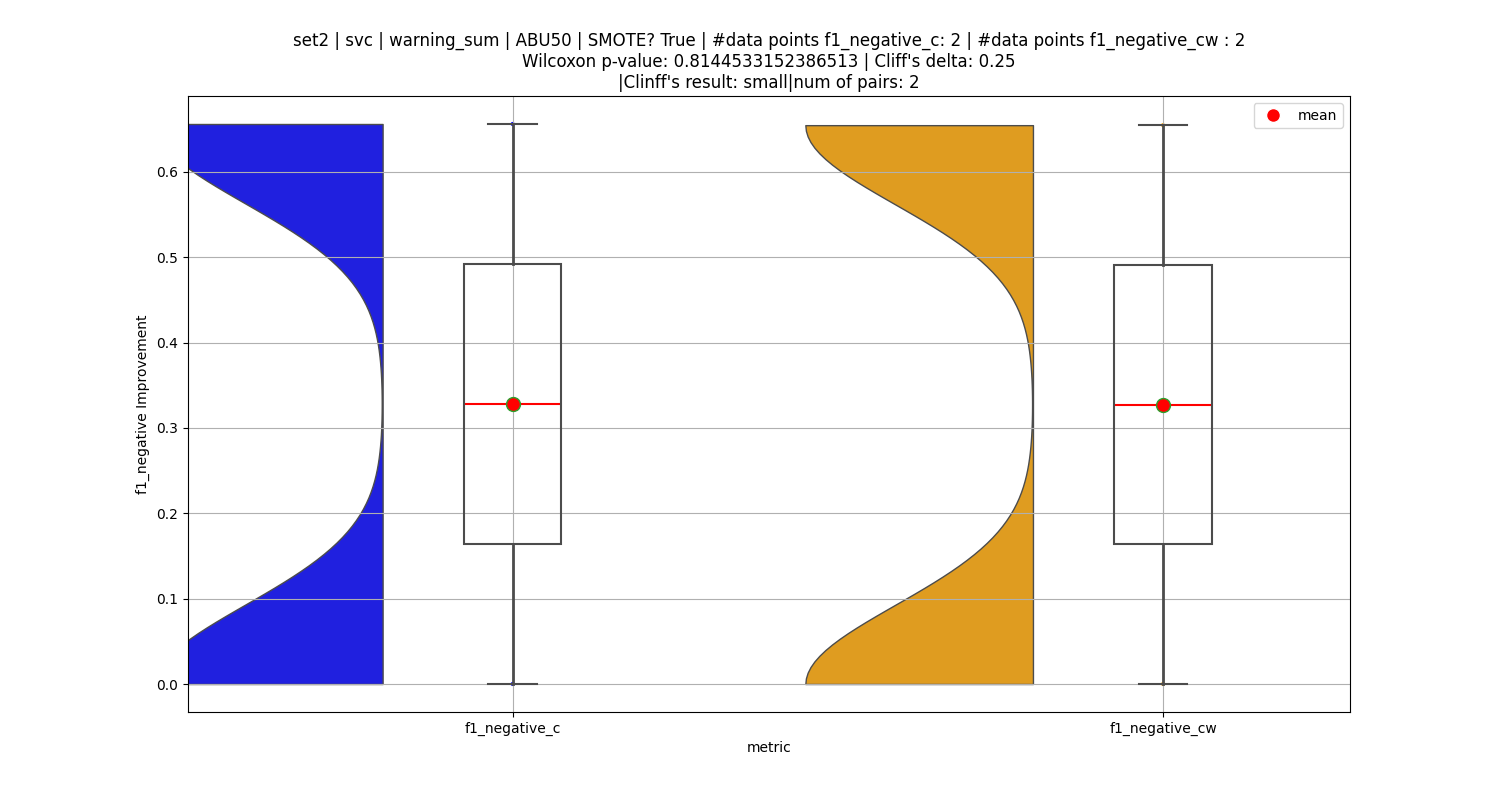 set2 | svc | warning_sum | ABU50 | SMOTE? True | #data points f1_negative_c: 2 | #data points f1_negative_cw : 2
Wilcoxon p-value: 0.8144533152386513 | Cliff's delta: 0.25
|Clinff's result: small|num of pairs: 2
mean
0.6
0.5
0.4
0.3
0.2
0.1
0.0
f1_negative Improvement
f1_negative_c
f1_negative_cw
metric